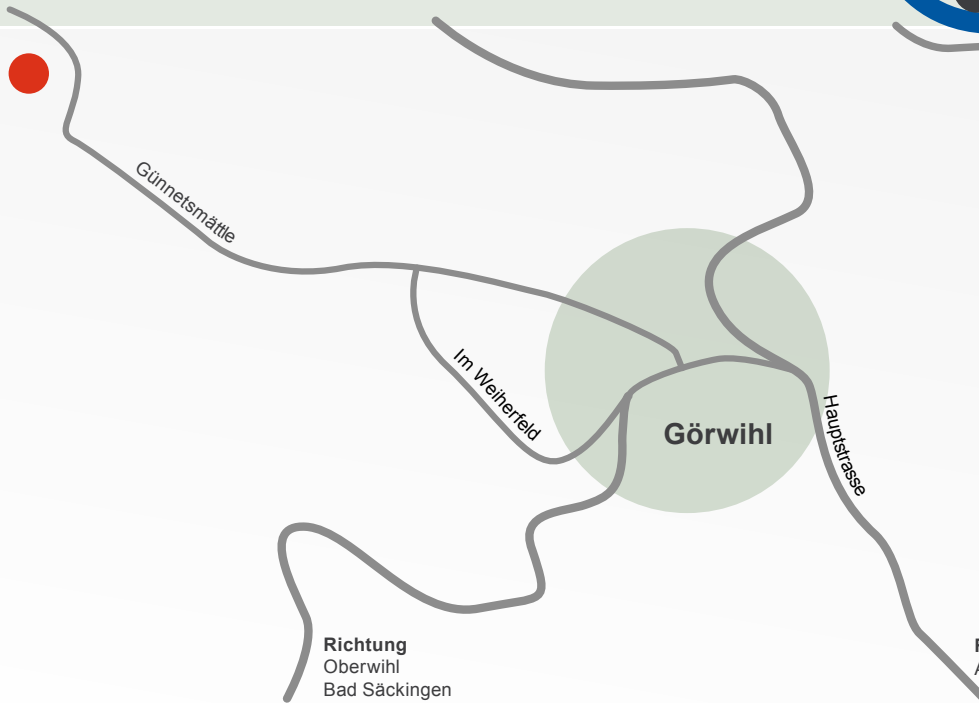 Günnetsmättle
Im Weiherfeld
Görwihl
Hauptstrasse
Richtung
Oberwihl
Bad Säckingen